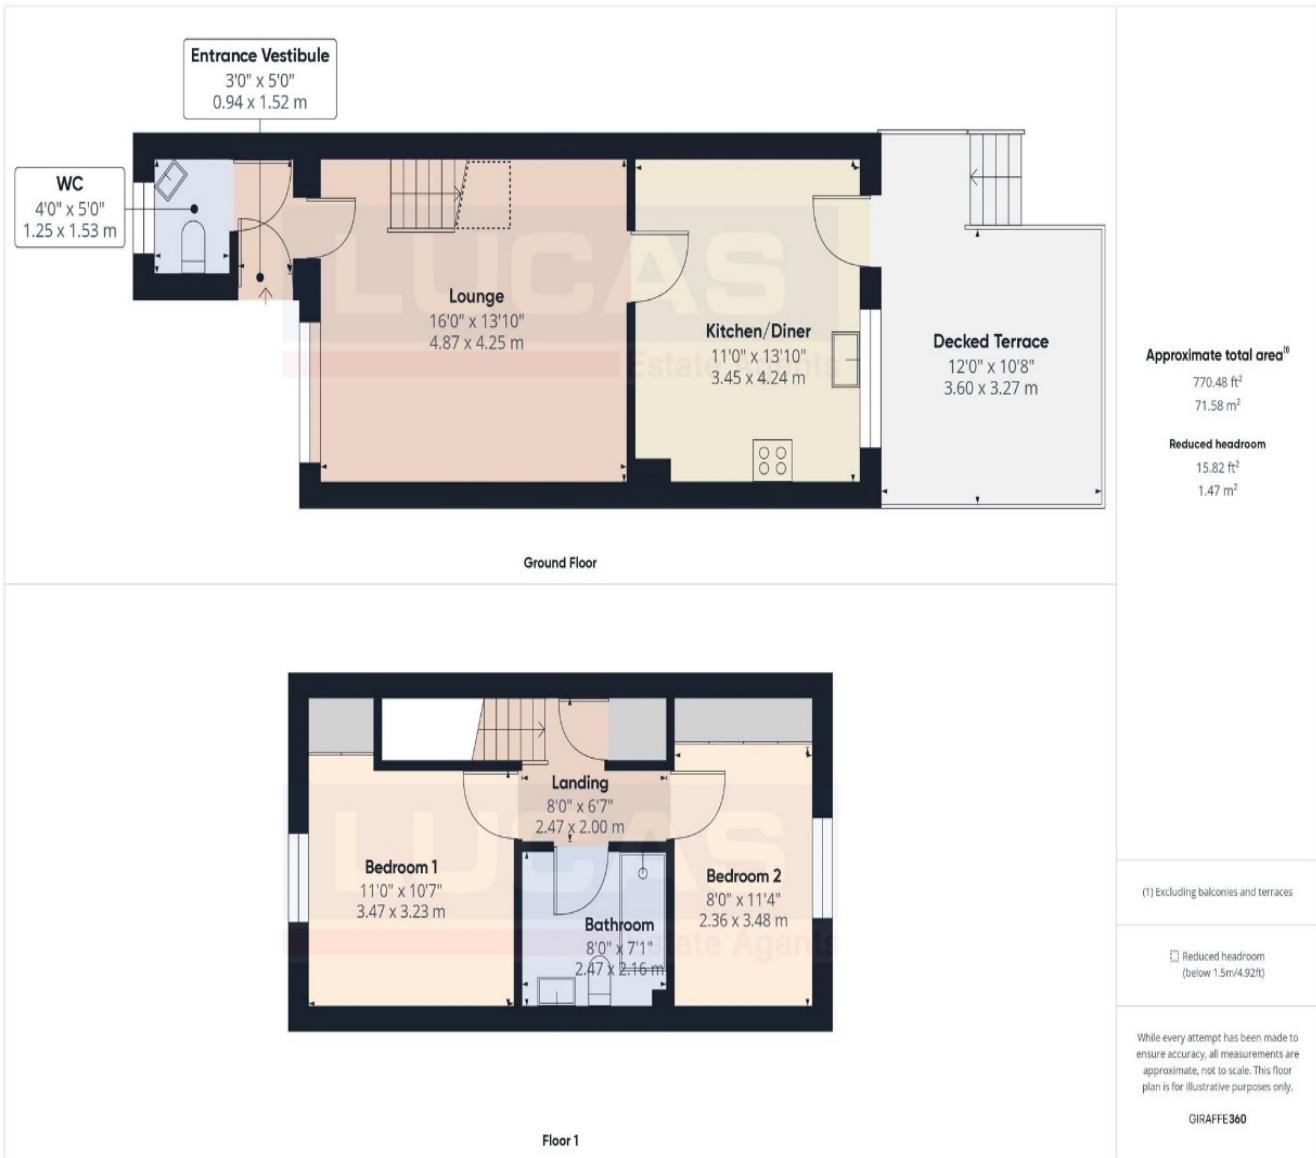 Entrance Vestibule
3'0" x 5'0"
0.94 x 1.52 m
WC
4'0" x 5'0"
1.25 x 1.53 m
LUCAS
Estate Agents
Lounge
16'0" x 13'10"
4.87 x 4.25 m
Kitchen/Diner
11'0" x 13'10"
3.45 x 4.24 m
Decked Terrace
12'0" x 10'8"
3.60 x 3.27 m
Ground Floor
Approximate total area(1)
770.48 ft²
71.58 m²
Reduced headroom
15.82 ft²
1.47 m²
Landing
8'0" x 6'7"
2.47 x 2.00 m
LUCAS
Estate Agents
Bedroom 1
11'0" x 10'7"
3.47 x 3.23 m
Bathroom
8'0" x 7'1"
2.47 x 2.16 m
Bedroom 2
8'0" x 11'4"
2.36 x 3.48 m
Floor 1
(1) Excluding balconies and terraces
Reduced headroom
(below 1.5m/4.92ft)
While every attempt has been made to
ensure accuracy, all measurements are
approximate, not to scale. This floor
plan is for illustrative purposes only.
GIRAFFE360